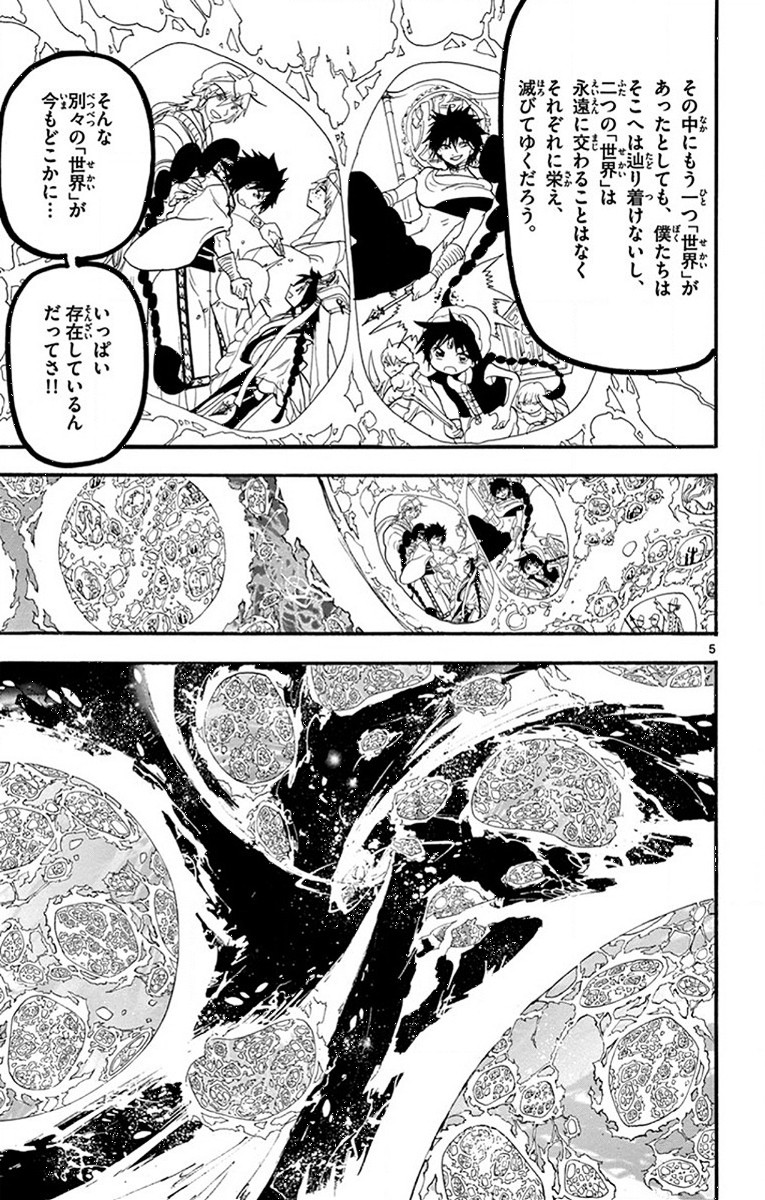 その中にもう一つ「世界」が
あったとしても、僕たちは
そこへは辿り着けないし、
二つの「世界」は
永遠に交わることはなく
それぞれに栄え、
滅びてゆくだろう。
そんな
別々の「世界」が
今もどこかに…
いっぱい
存在しているん
だってさ!!
5